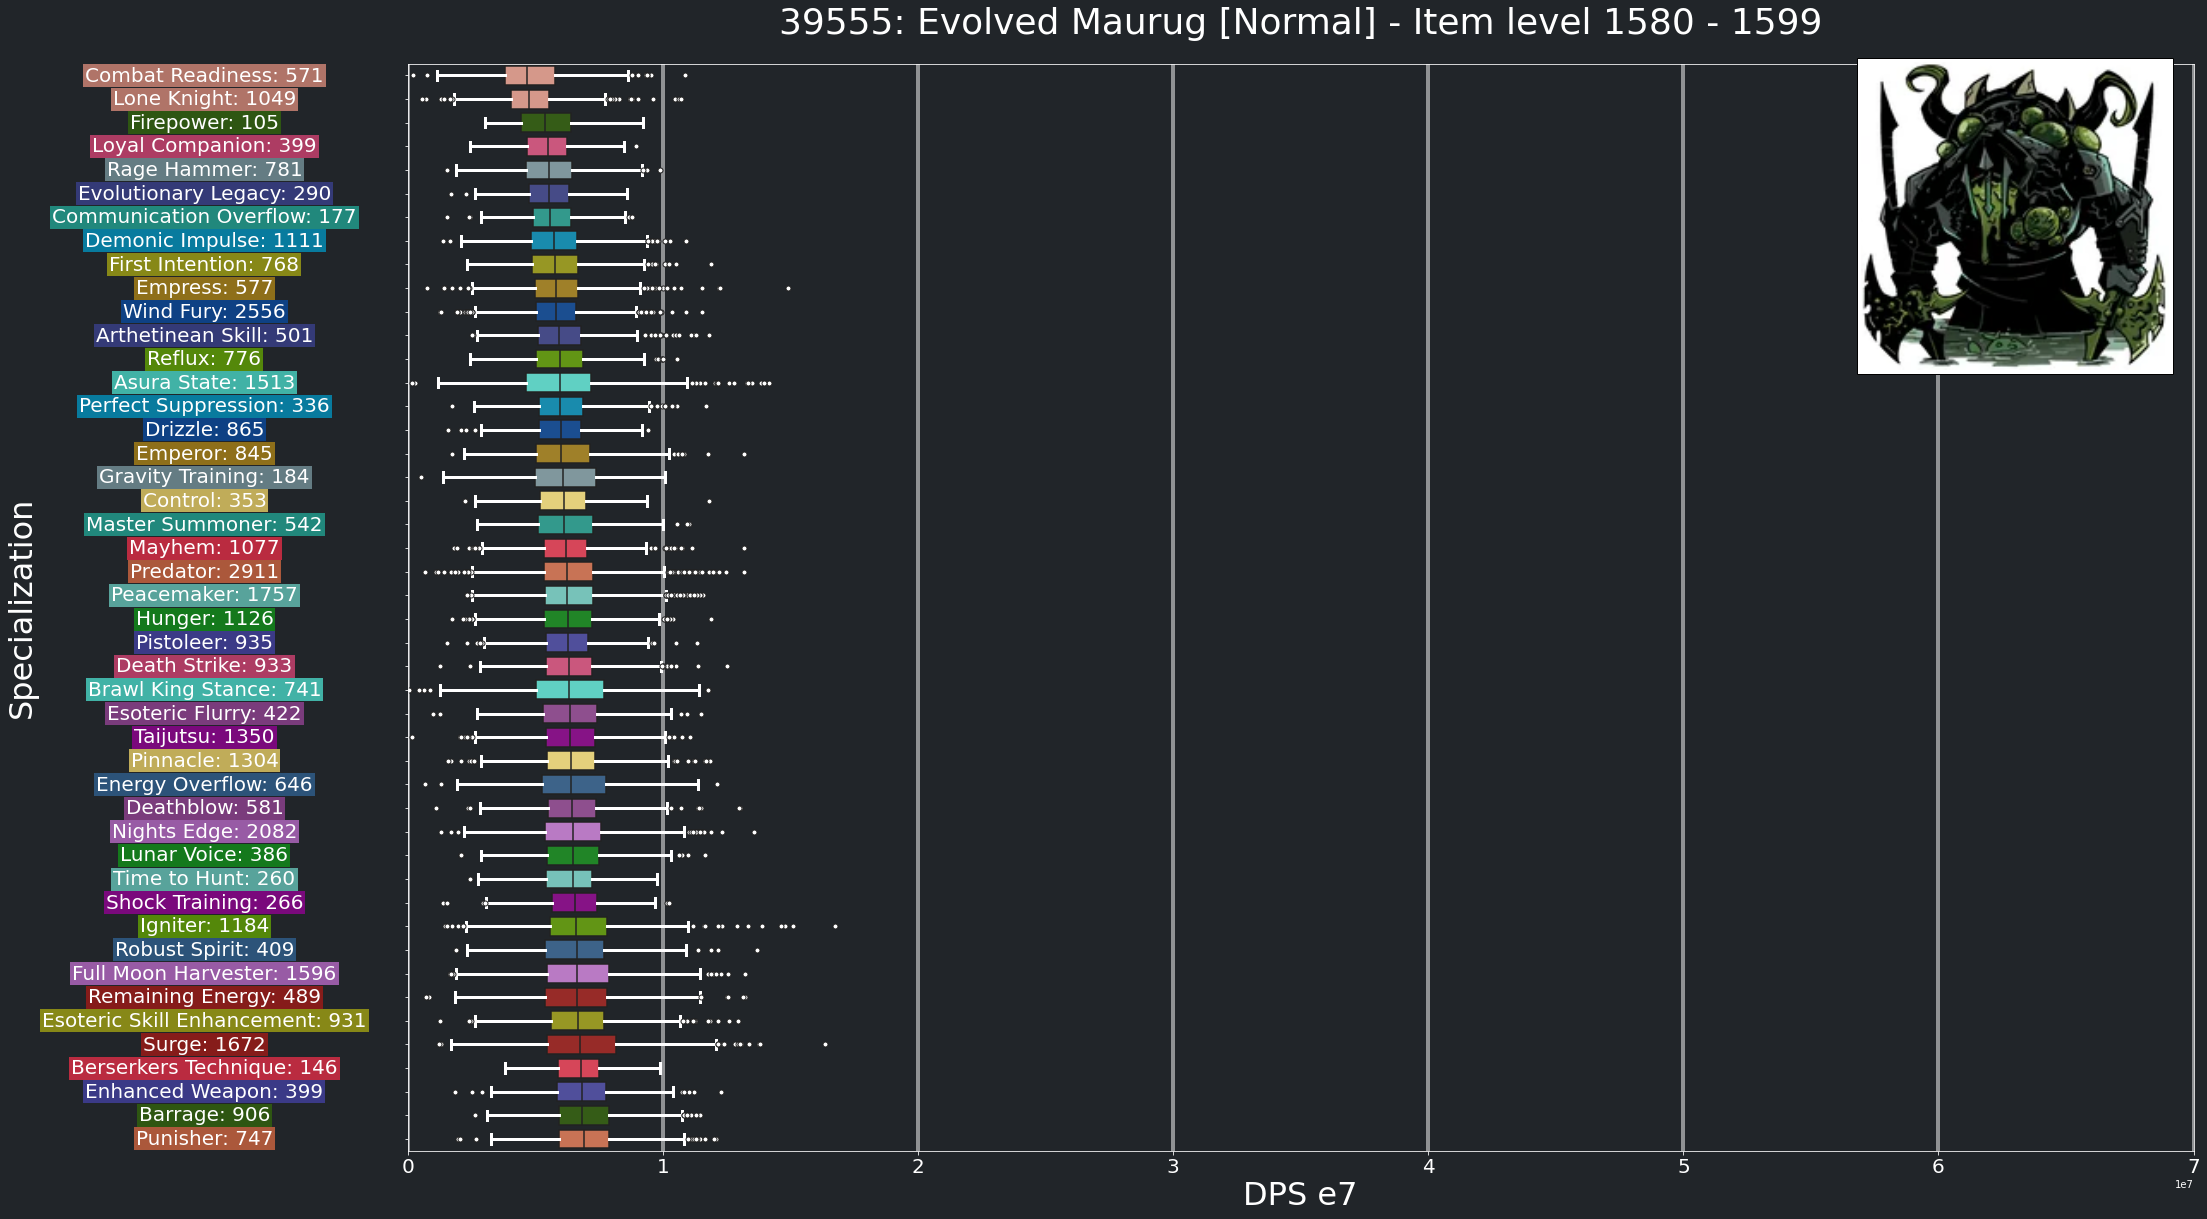 39555: Evolved Maurug [Normal] - Item level 1580 - 1599
Specialization
Combat Readiness: 571
Lone Knight: 1049
Firepower: 105
Loyal Companion: 399
Rage Hammer: 781
Evolutionary Legacy: 290
Communication Overflow: 177
Demonic Impulse: 1111
First Intention: 768
Empress: 577
Wind Fury: 2556
Arthetinean Skill: 501
Reflux: 776
Asura State: 1513
Perfect Suppression: 336
Drizzle: 865
Emperor: 845
Gravity Training: 184
Control: 353
Master Summoner: 542
Mayhem: 1077
Predator: 2911
Peacemaker: 1757
Hunger: 1126
Pistoleer: 935
Death Strike: 933
Brawl King Stance: 741
Esoteric Flurry: 422
Taijutsu: 1350
Pinnacle: 1304
Energy Overflow: 646
Deathblow: 581
Nights Edge: 2082
Lunar Voice: 386
Time to Hunt: 260
Shock Training: 266
Igniter: 1184
Robust Spirit: 409
Full Moon Harvester: 1596
Remaining Energy: 489
Esoteric Skill Enhancement: 931
Surge: 1672
Berserkers Technique: 146
Enhanced Weapon: 399
Barrage: 906
Punisher: 747
0 1 2 3 4 5 6 7
1e7
DPS e7